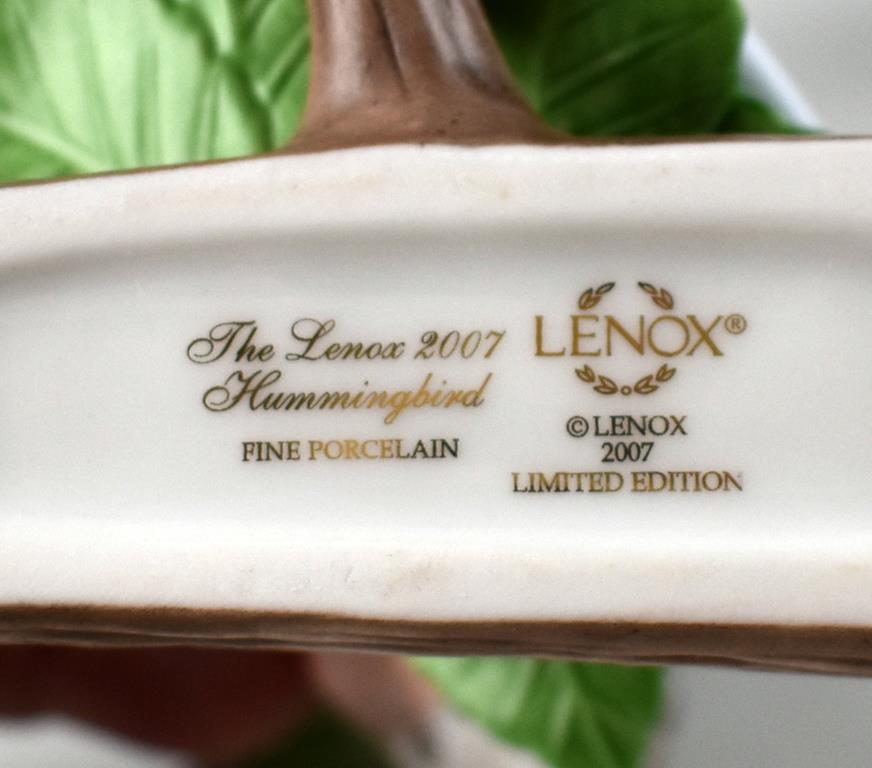 The Lenox 2007
Hummingbird
FINE PORCELAIN
LENOX®
© LENOX
2007
LIMITED EDITION